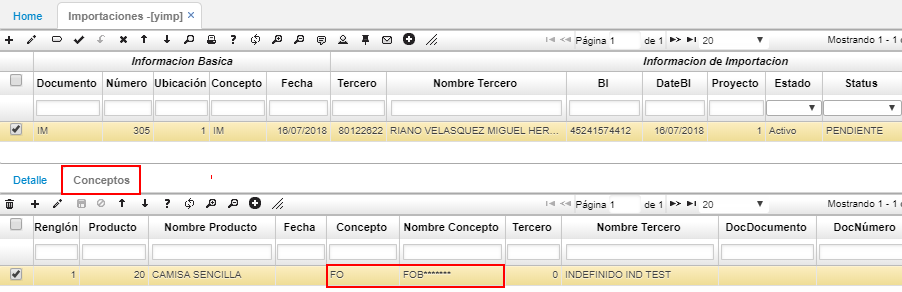 Home Importaciones -[yimp] ×
Página 1 de 1 20 Mostrando 1 - 1
Informacion Basica Informacion de Importacion
Documento Número Ubicación Concepto Fecha Tercero Nombre Tercero BI DateBI Proyecto Estado Status
IM 305 1 IM 16/07/2018 80122622 RIANO VELASQUEZ MIGUEL HER... 45241574412 16/07/2018 1 Activo PENDIENTE
Detalle Conceptos
Página 1 de 1 20 Mostrando 1 - 1
Renglón Producto Nombre Producto Fecha Concepto Nombre Concepto Tercero Nombre Tercero DocDocumento DocNúmero
1 20 CAMISA SENCILLA FO FOB******* 0 INDEFINIDO IND TEST